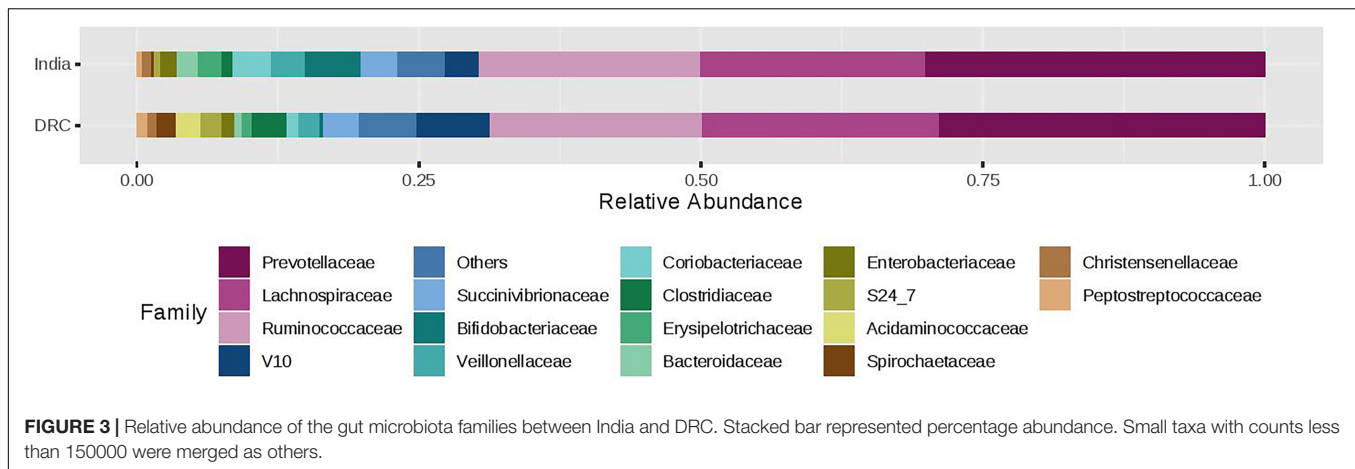 India
DRC
0.00 0.25 0.50 0.75 1.00
Relative Abundance
Family
Prevotellaceae Others Coriobacteriaceae Enterobacteriaceae Christensenellaceae
Lachnospiraceae Succinivibrionaceae Clostridiaceae S24_7 Peptostreptococcaceae
Ruminococcaceae Bifidobacteriaceae Erysipelotrichaceae Acidaminococcaceae
V10 Veillonellaceae Bacteroidaceae Spirochaetaceae
FIGURE 3 | Relative abundance of the gut microbiota families between India and DRC. Stacked bar represented percentage abundance. Small taxa with counts less
than 150000 were merged as others.